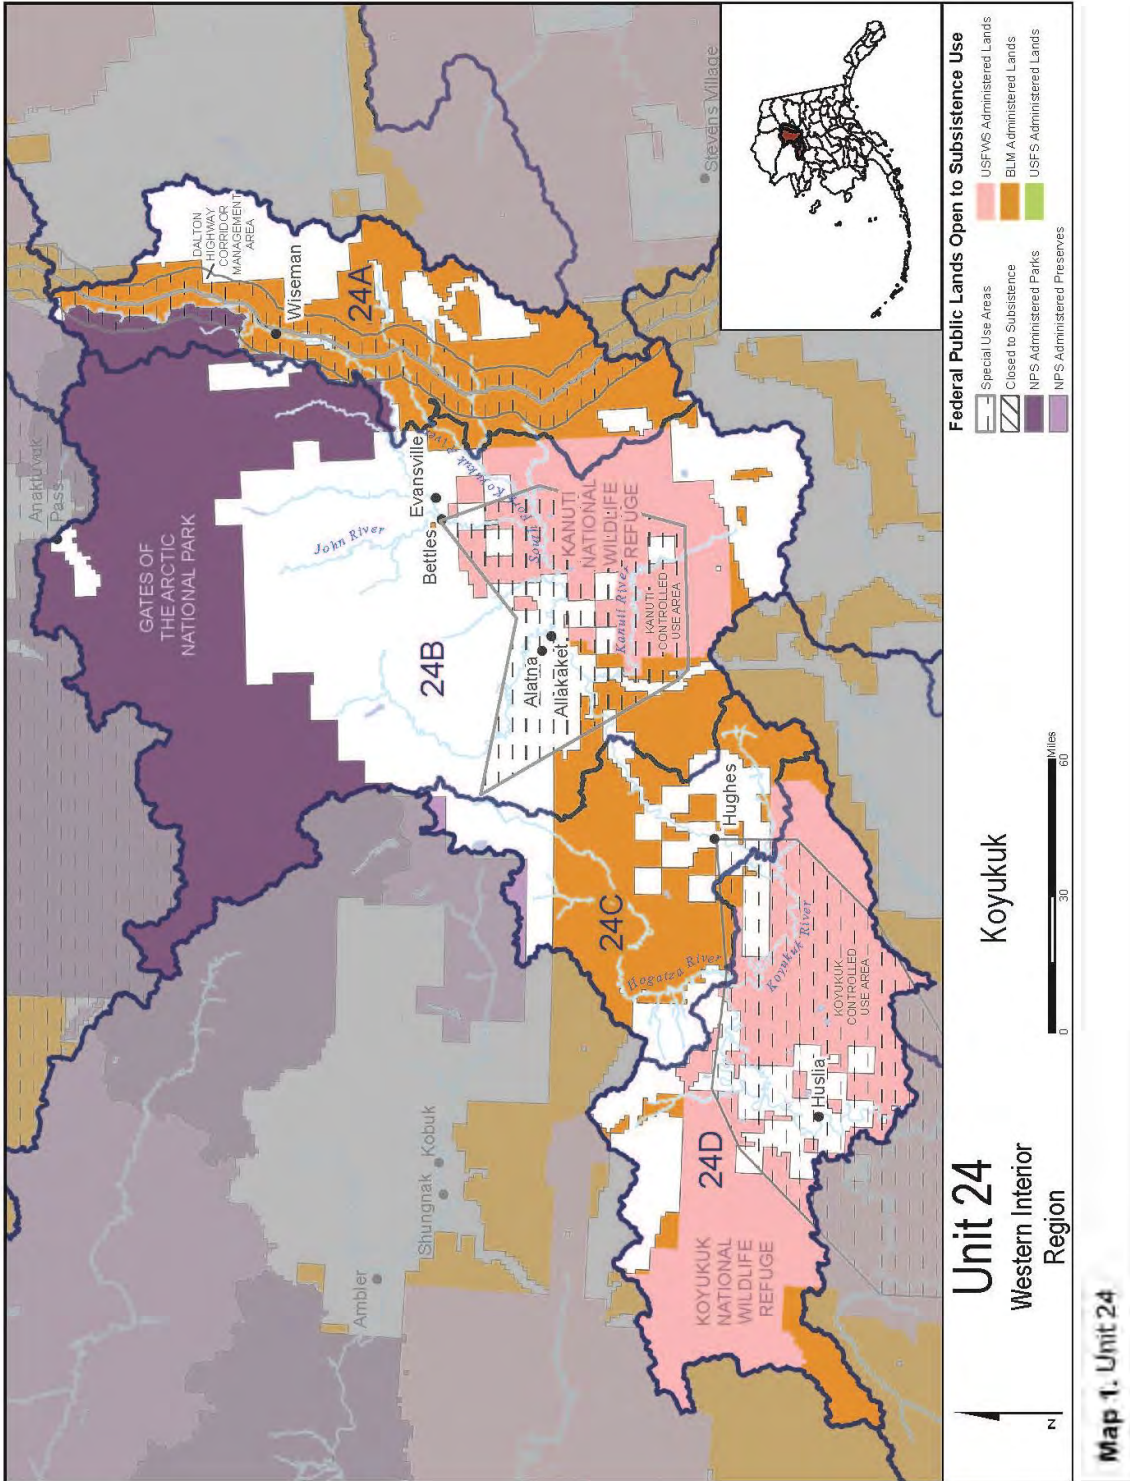 Anaktuvuk
Pass
GATES OF
THE ARCTIC
NATIONAL PARK
DALTON
HIGHWAY
CORRIDOR
MANAGEMENT
AREA
Wiseman
24A
Stevens Village
John River
Evansville
Bettles
Koyukuk River
South Fork
KANUTI
NATIONAL
WILDLIFE
REFUGE
Kanuti River
KANUTI
CONTROLLED
USE AREA
24B
Alatna
Allakaket
Hughes
24C
Hogatza River
Koyukuk River
KOYUKUK
CONTROLLED
USE AREA
Huslia
24D
KOYUKUK
NATIONAL
WILDLIFE
REFUGE
Kobuk
Shungnak
Ambler
N
Unit 24
Western Interior
Region
Koyukuk
0
30
60
Miles
Federal Public Lands Open to Subsistence Use
Special Use Areas
Closed to Subsistence
NPS Administered Parks
NPS Administered Preserves
USFWS Administered Lands
BLM Administered Lands
USFS Administered Lands
Map 1. Unit 24